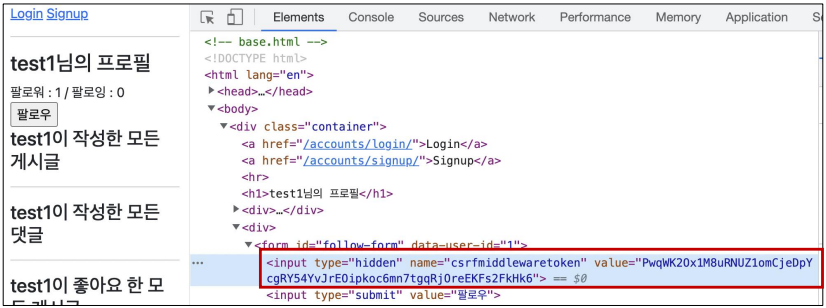 Login Signup
test1님의 프로필
팔로워 : 1 / 팔로잉 : 0
팔로우
test1이 작성한 모든
게시글
test1이 작성한 모든
댓글
test1이 좋아요 한 모
Elements Console Sources Network Performance Memory Application
<!-- base.html -->
<!DOCTYPE html>
<html lang="en">
<head>…</head>
<body>
<div class="container">
<a href="/accounts/login/">Login</a>
<a href="/accounts/signup/">Signup</a>
<hr>
<h1>test1님의 프로필</h1>
<div>…</div>
<div>
<form id="follow-form" data-user-id="1">
<input type="hidden" name="csrfmiddlewaretoken" value="PwqWK2Ox1M8uRNUZ1omCjeDpY
cgRY54YvJrEOipkoc6mn7tgqRjOreEKFs2FkHk6"> == $0
<input type="submit" value="팔로우">